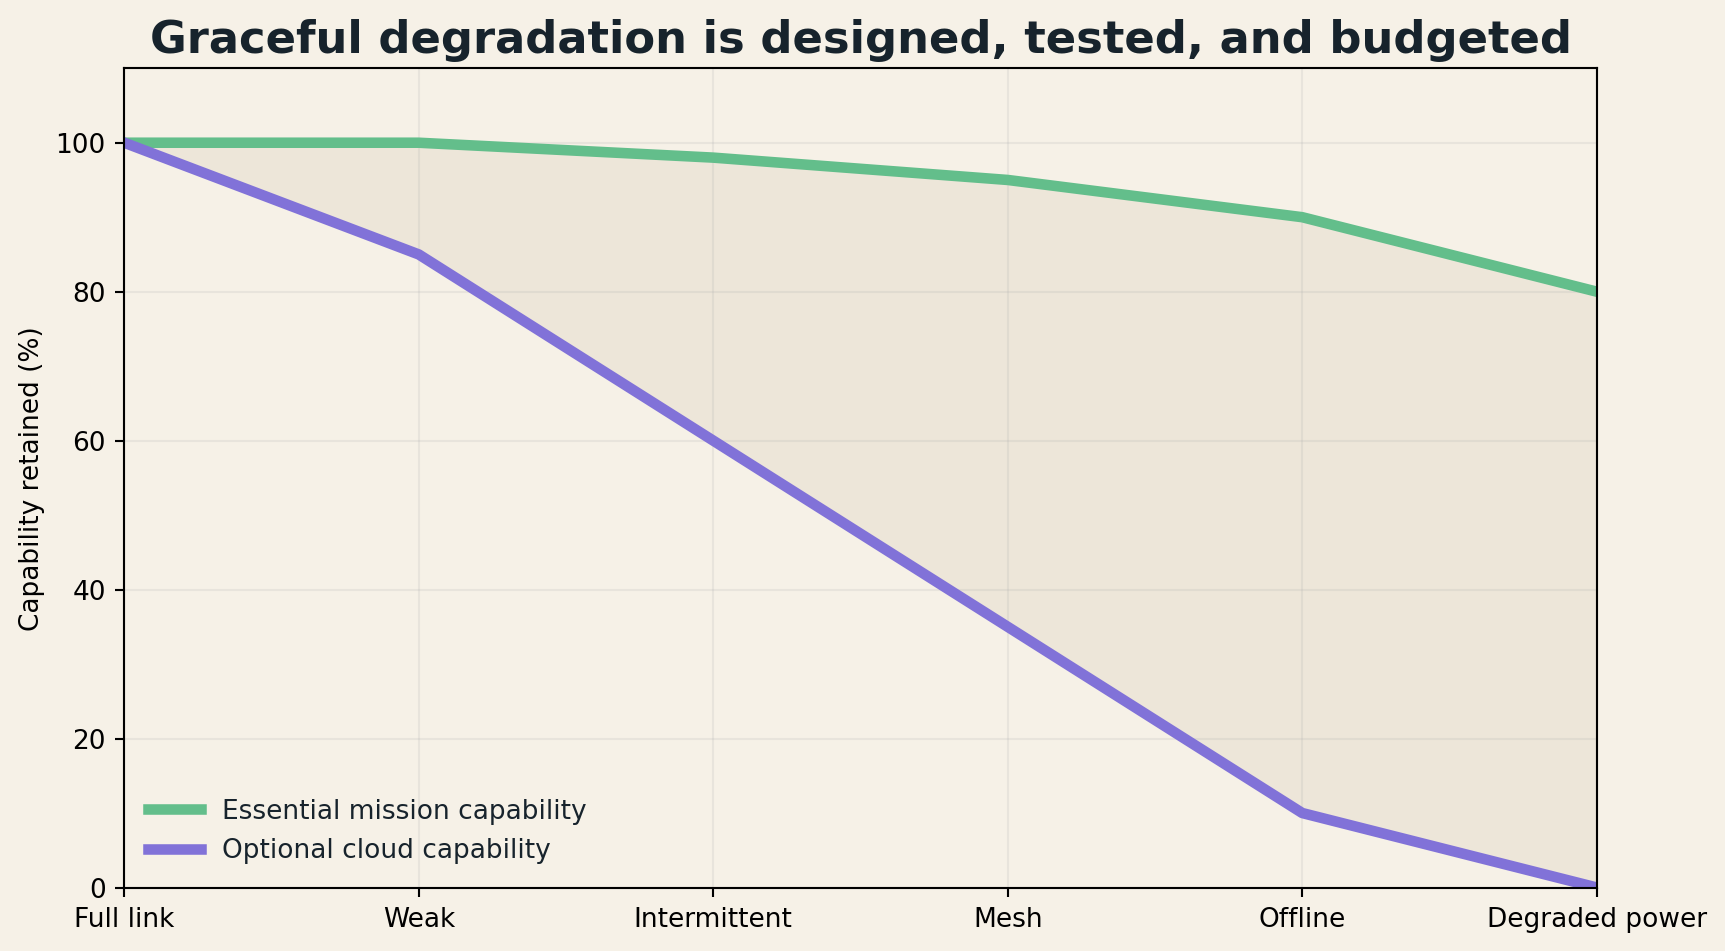 Graceful degradation is designed, tested, and budgeted
Capability retained (%)
100
80
60
40
20
0
Essential mission capability
Optional cloud capability
Full link
Weak
Intermittent
Mesh
Offline
Degraded power